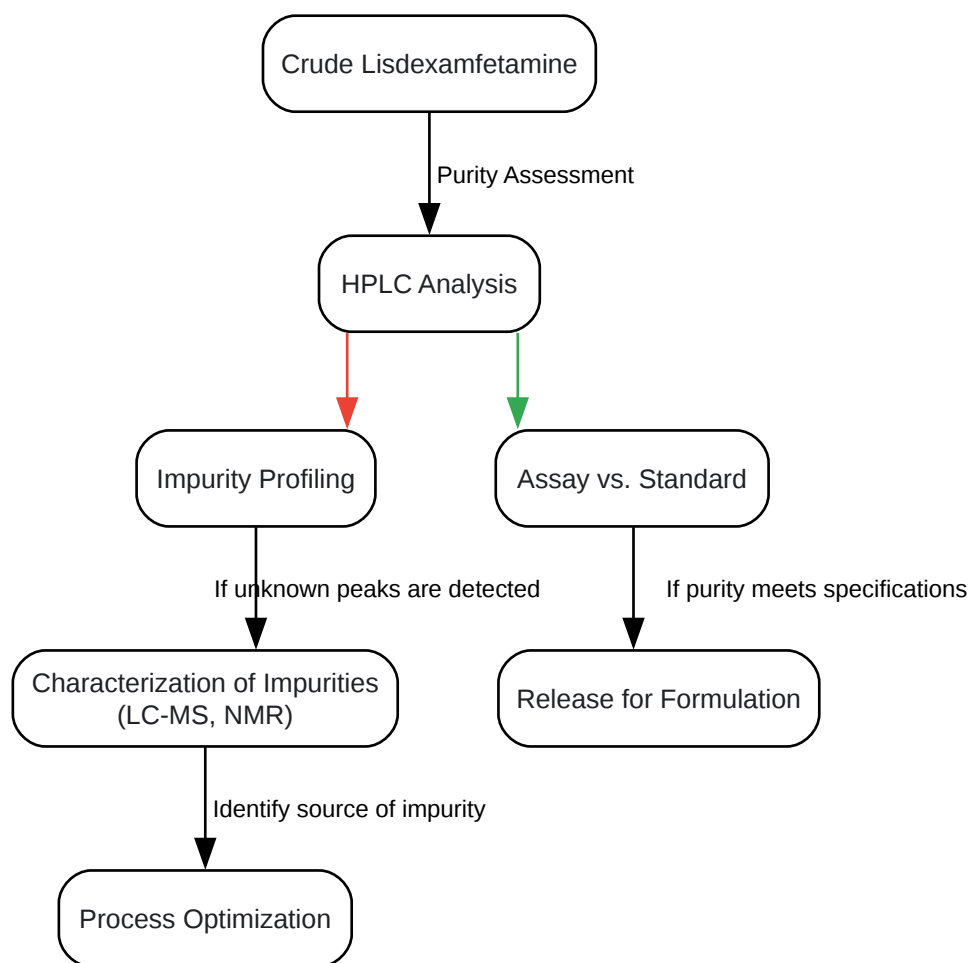 Crude Lisdexamfetamine
Purity Assessment
HPLC Analysis
Impurity Profiling
Assay vs. Standard
If unknown peaks are detected
If purity meets specifications
Characterization of Impurities
(LC-MS, NMR)
Release for Formulation
Identify source of impurity
Process Optimization